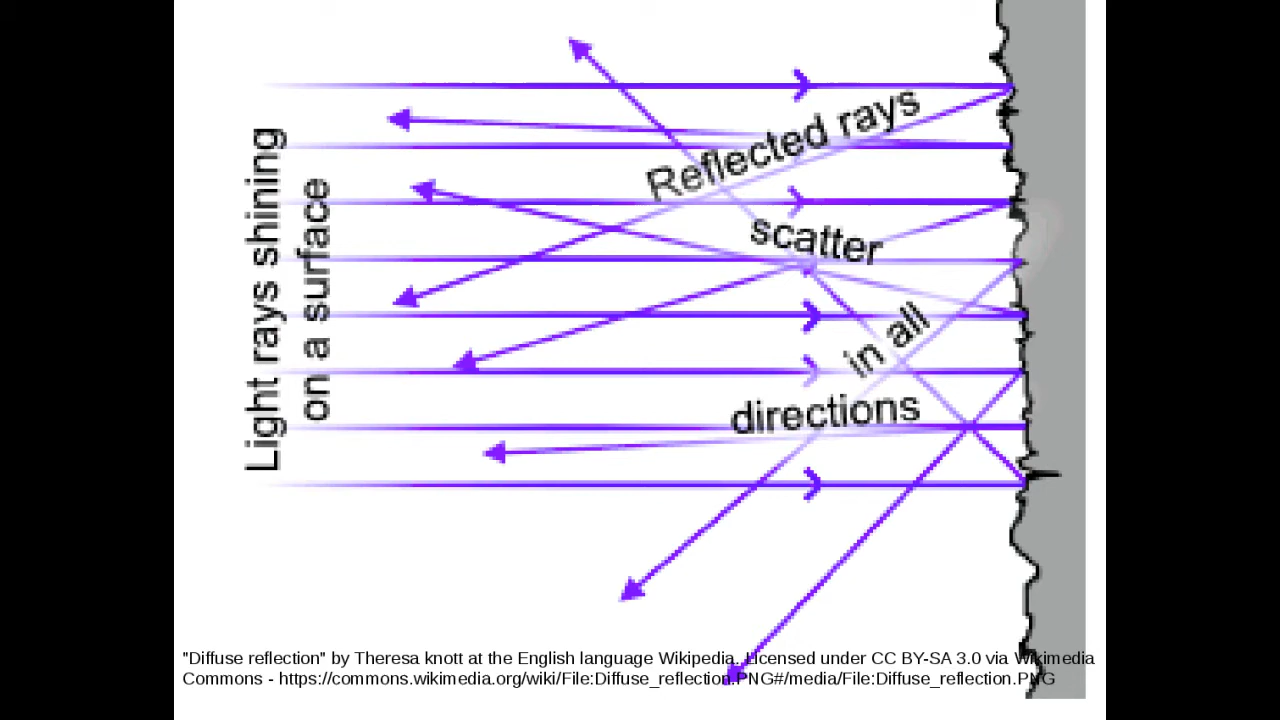 Light rays shining
on a surface
Reflected rays
scatter
in all
directions
"Diffuse reflection" by Theresa knott at the English language Wikipedia. Licensed under CC BY-SA 3.0 via Wikimedia
Commons - https://commons.wikimedia.org/wiki/File:Diffuse_reflection.PNG#/media/File:Diffuse_reflection.PNG